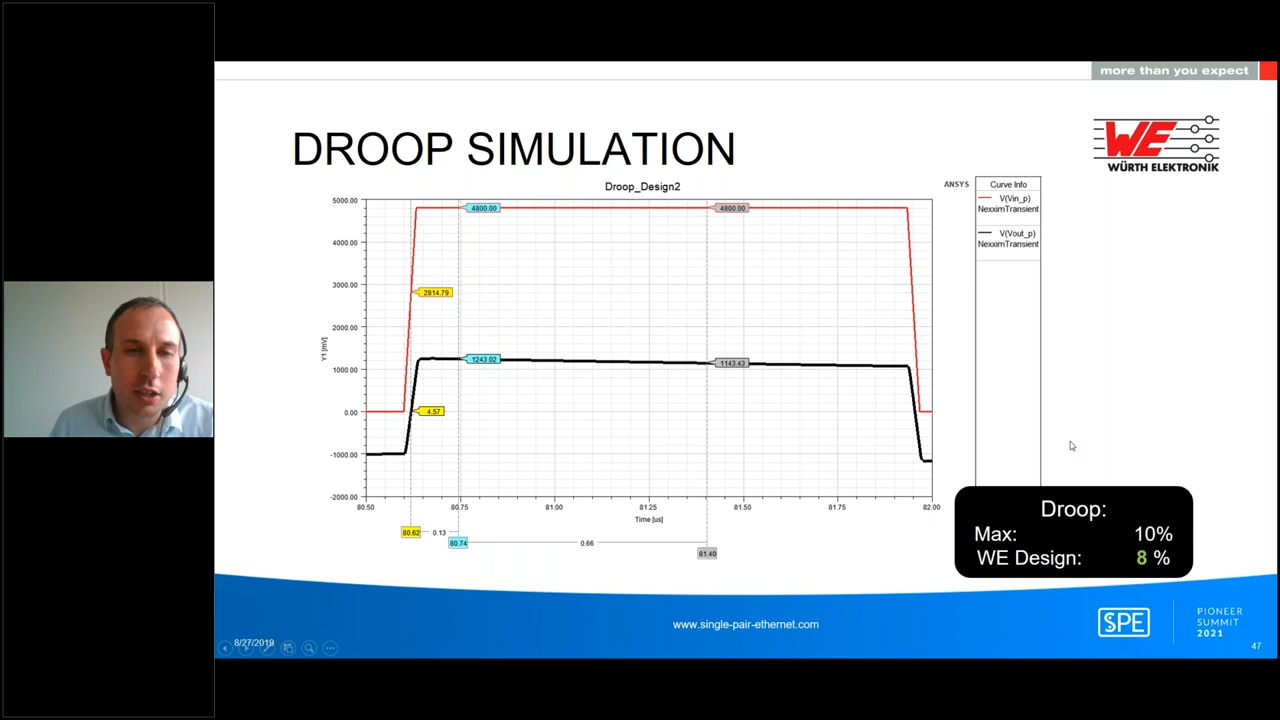 more than you expect
DROOP SIMULATION
WE
WÜRTH ELEKTRONIK
Droop_Design2
ANSYS
Curve Info
V(Vin_p)
NexximTransient
V(Vout_p)
NexximTransient
5000.00
4000.00
3000.00
2000.00
1000.00
0.00
-1000.00
-2000.00
Y1 [mV]
4800.00
4800.00
2814.79
1243.02
1143.43
4.57
80.50
80.75
81.00
81.25
81.50
81.75
82.00
Time [us]
80.62
0.13
80.74
0.66
81.40
Droop:
Max: 10%
WE Design: 8 %
www.single-pair-ethernet.com
SPE
PIONEER
SUMMIT
2021
8/27/2019
47